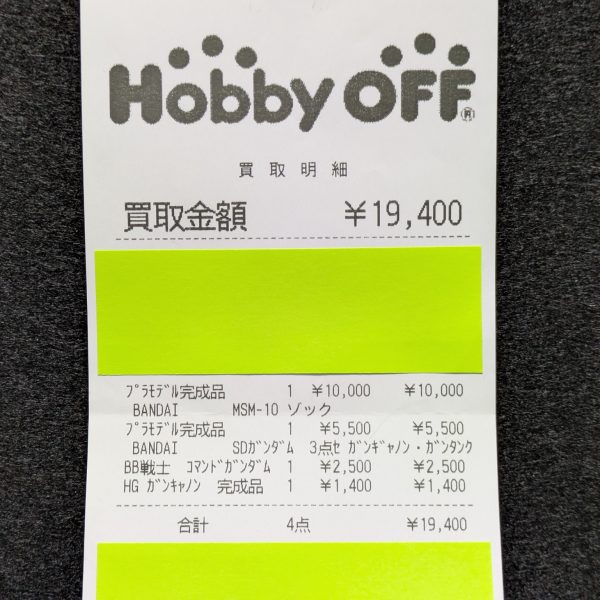 Hobby OFF®
買取明細
買取金額 ¥19,400
ﾌﾟﾗﾓﾃﾞﾙ完成品 1 ¥10,000 ¥10,000
BANDAI MSM-10 ゾック
ﾌﾟﾗﾓﾃﾞﾙ完成品 1 ¥5,500 ¥5,500
BANDAI SDｶﾞﾝﾀﾞﾑ 3点セ ガンキャノン・ガンタンク
BB戦士 ｺﾏﾝﾄﾞｶﾞﾝﾀﾞﾑ 1 ¥2,500 ¥2,500
HG ガンキャノン 完成品 1 ¥1,400 ¥1,400
合計 4点 ¥19,400